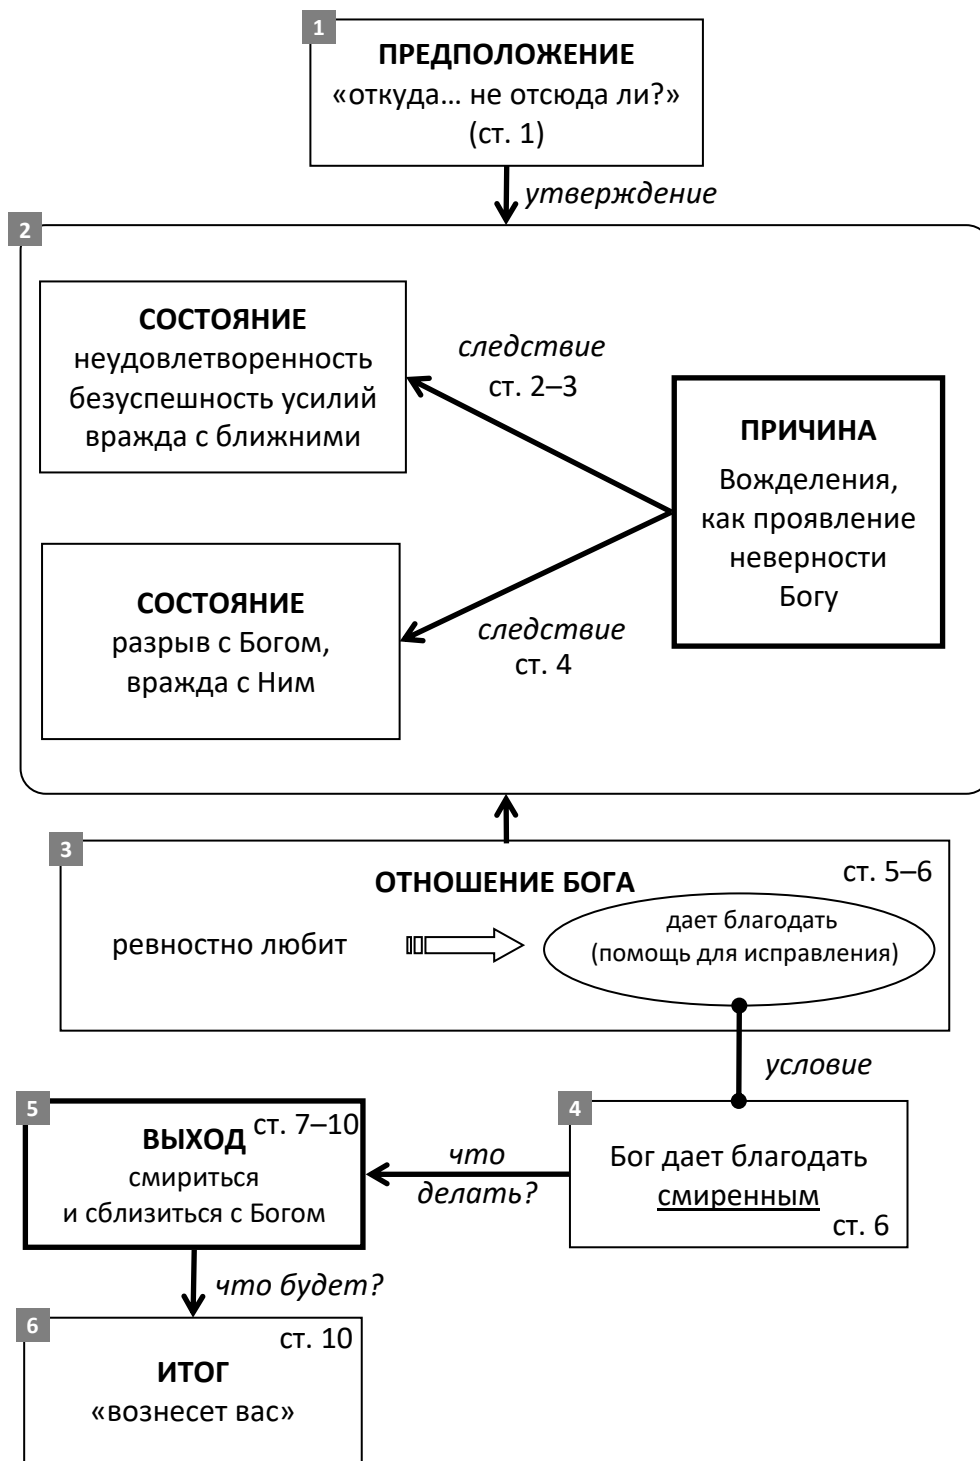 1
ПРЕДПОЛОЖЕНИЕ
«откуда... не отсюда ли?»
(ст. 1)
утверждение
2
СОСТОЯНИЕ
неудовлетворенность
безуспешность усилий
вражда с ближними
следствие
ст. 2–3
ПРИЧИНА
Вожделения,
как проявление
неверности
Богу
СОСТОЯНИЕ
разрыв с Богом,
вражда с Ним
следствие
ст. 4
3
ОТНОШЕНИЕ БОГА
ст. 5–6
ревностно любит
дает благодать
(помощь для исправления)
условие
4
Бог дает благодать
смиренным
ст. 6
что
делать?
5
ст. 7–10
ВЫХОД
смириться
и сблизиться с Богом
что будет?
6
ст. 10
ИТОГ
«вознесет вас»